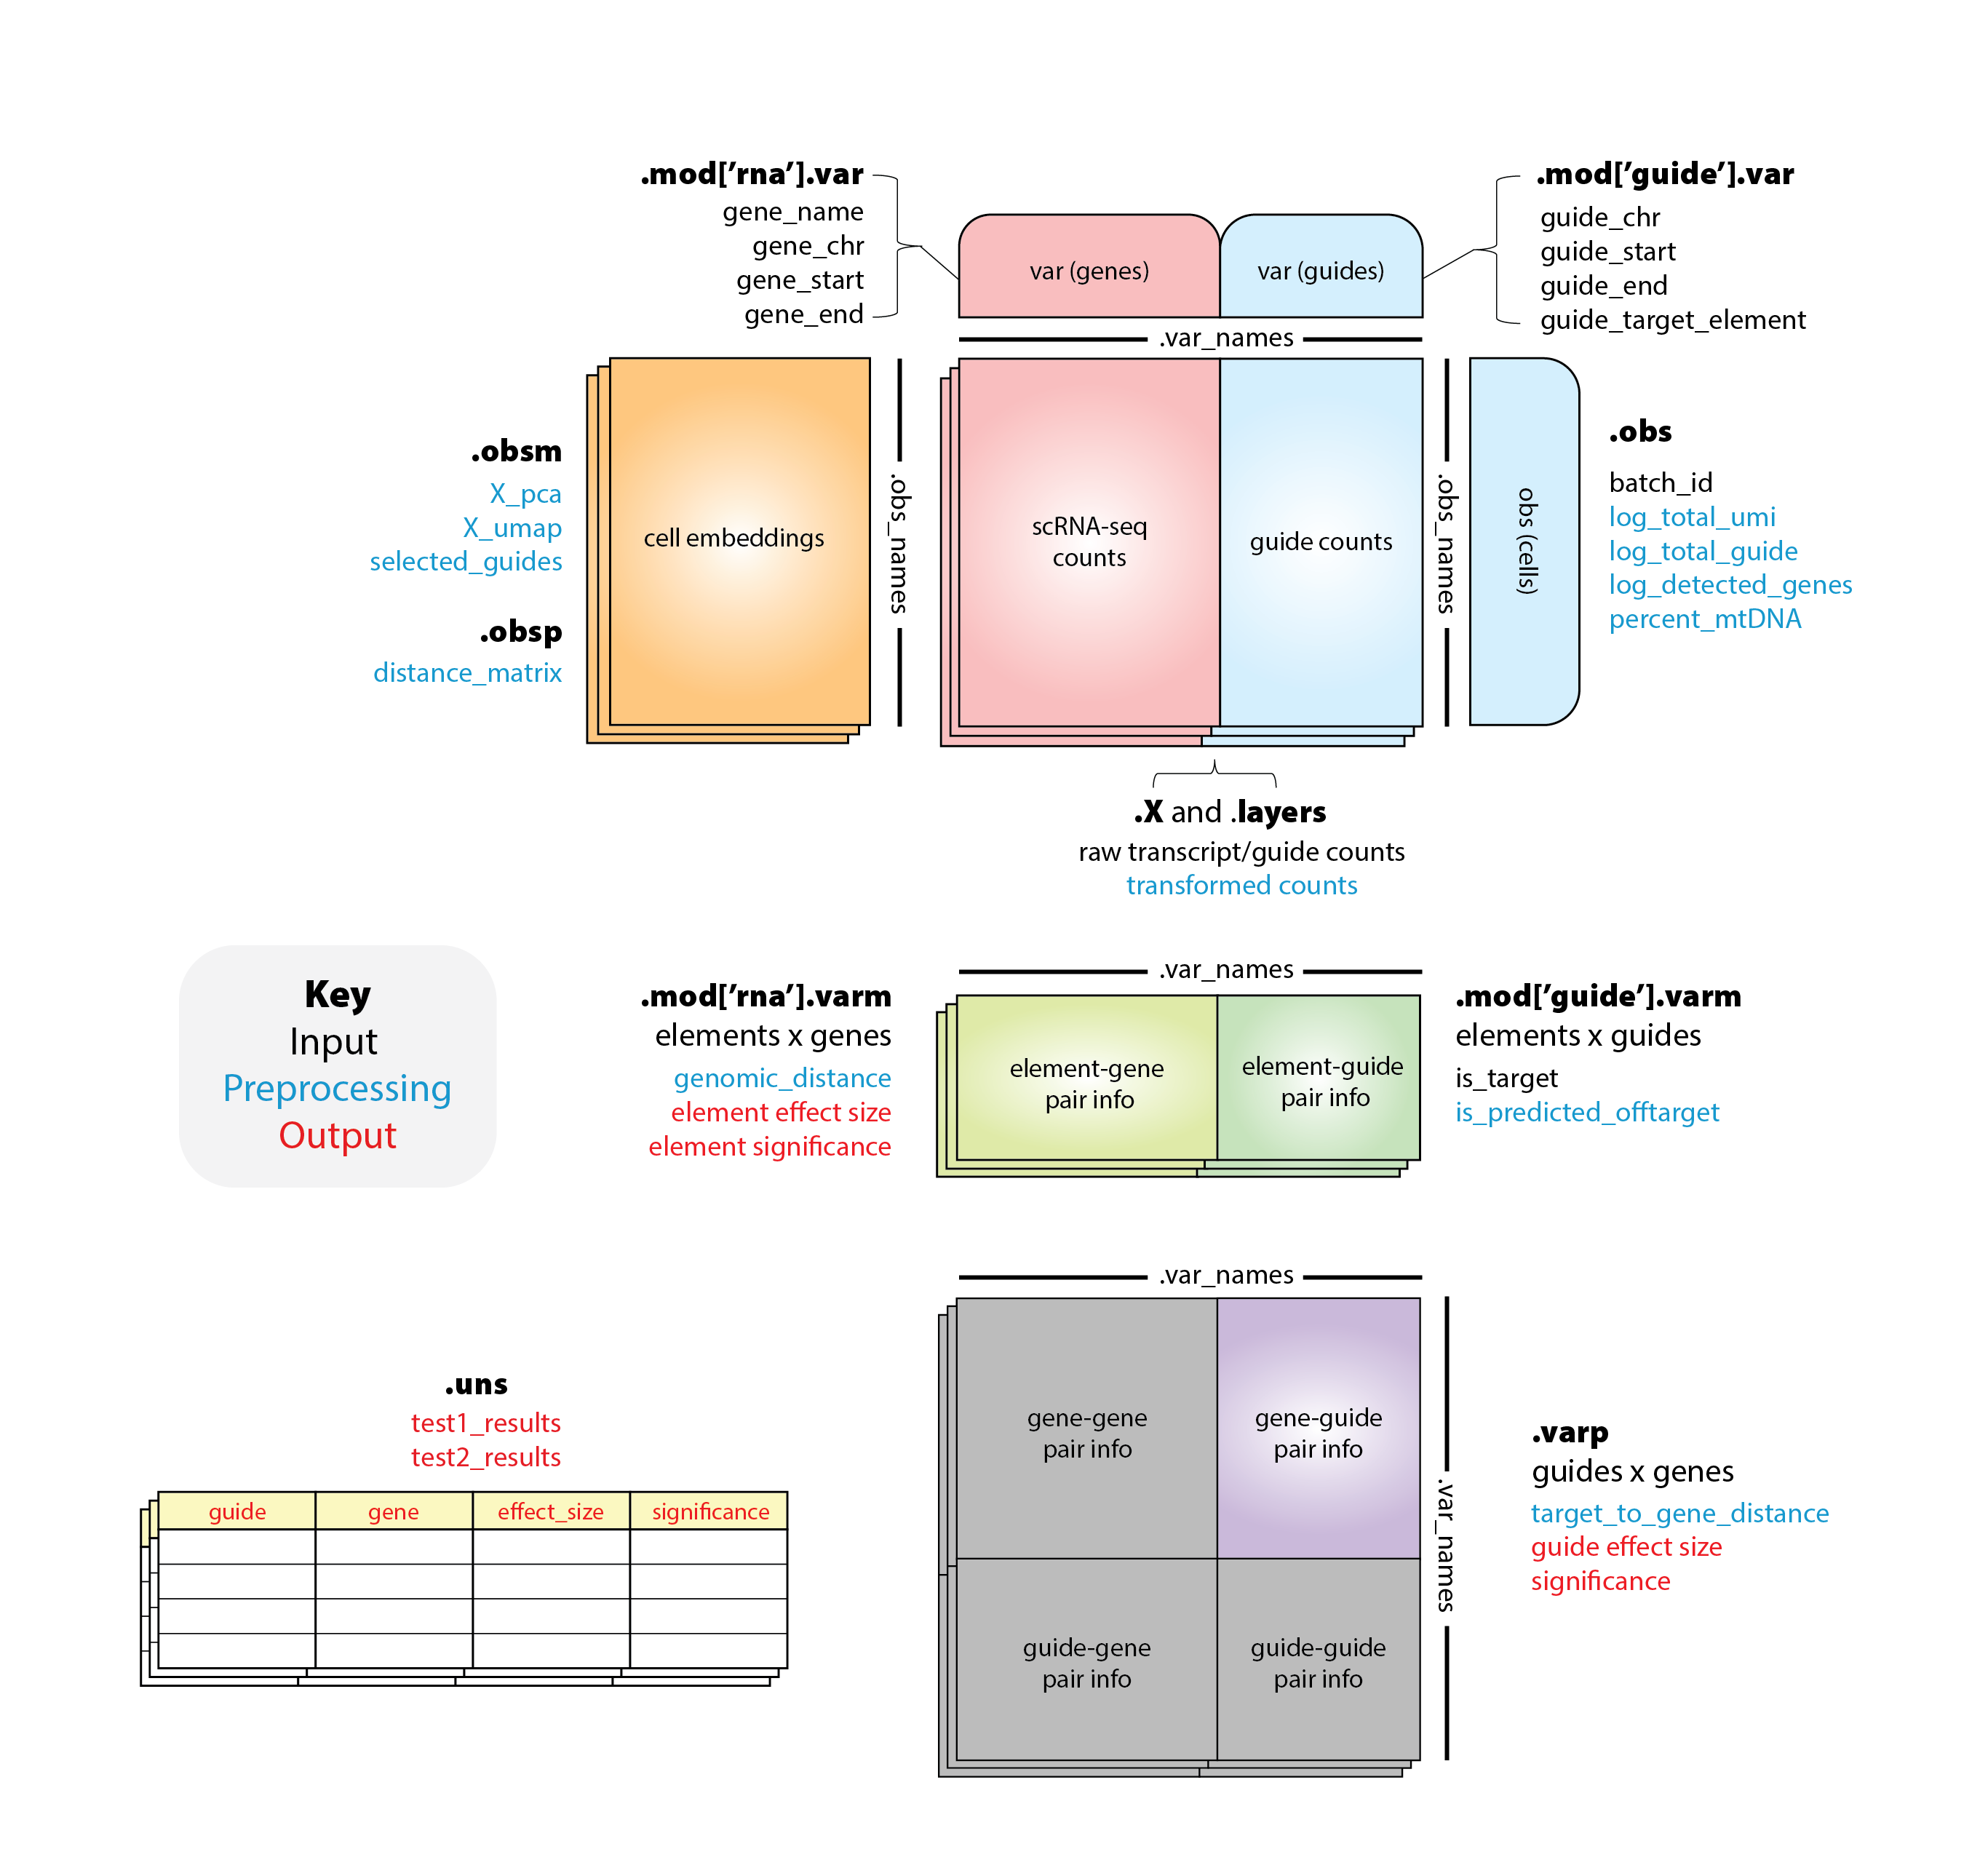 .mod['rna'].var
gene_name
gene_chr
gene_start
gene_end
var (genes)
var (guides)
.mod['guide'].var
guide_chr
guide_start
guide_end
guide_target_element
.var_names
.obsm
X_pca
X_umap
selected_guides
.obsp
distance_matrix
cell embeddings
.obs_names
scRNA-seq
counts
guide counts
.obs_names
obs (cells)
.obs
batch_id
log_total_umi
log_total_guide
log_detected_genes
percent_mtDNA
.X and .layers
raw transcript/guide counts
transformed counts
Key
Input
Preprocessing
Output
.mod['rna'].varm
elements x genes
genomic_distance
element effect size
element significance
.var_names
element-gene
pair info
element-guide
pair info
.mod['guide'].varm
elements x guides
is_target
is_predicted_offtarget
.uns
test1_results
test2_results
guide gene effect_size significance
.var_names
gene-gene
pair info
gene-guide
pair info
guide-gene
pair info
guide-guide
pair info
.var_names
.varp
guides x genes
target_to_gene_distance
guide effect size
significance